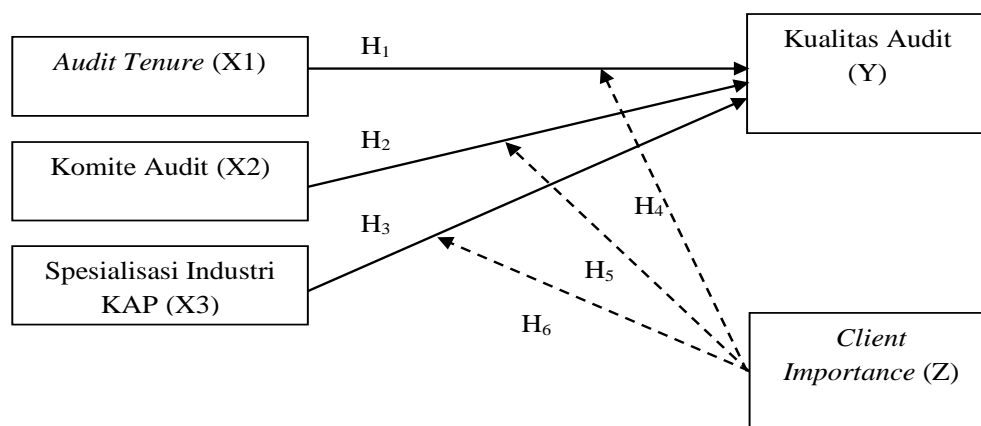 Audit Tenure (X1)
H1
Kualitas Audit
(Y)
Komite Audit (X2)
H2
Spesialisasi Industri
KAP (X3)
H3
H4
H5
H6
Client
Importance (Z)